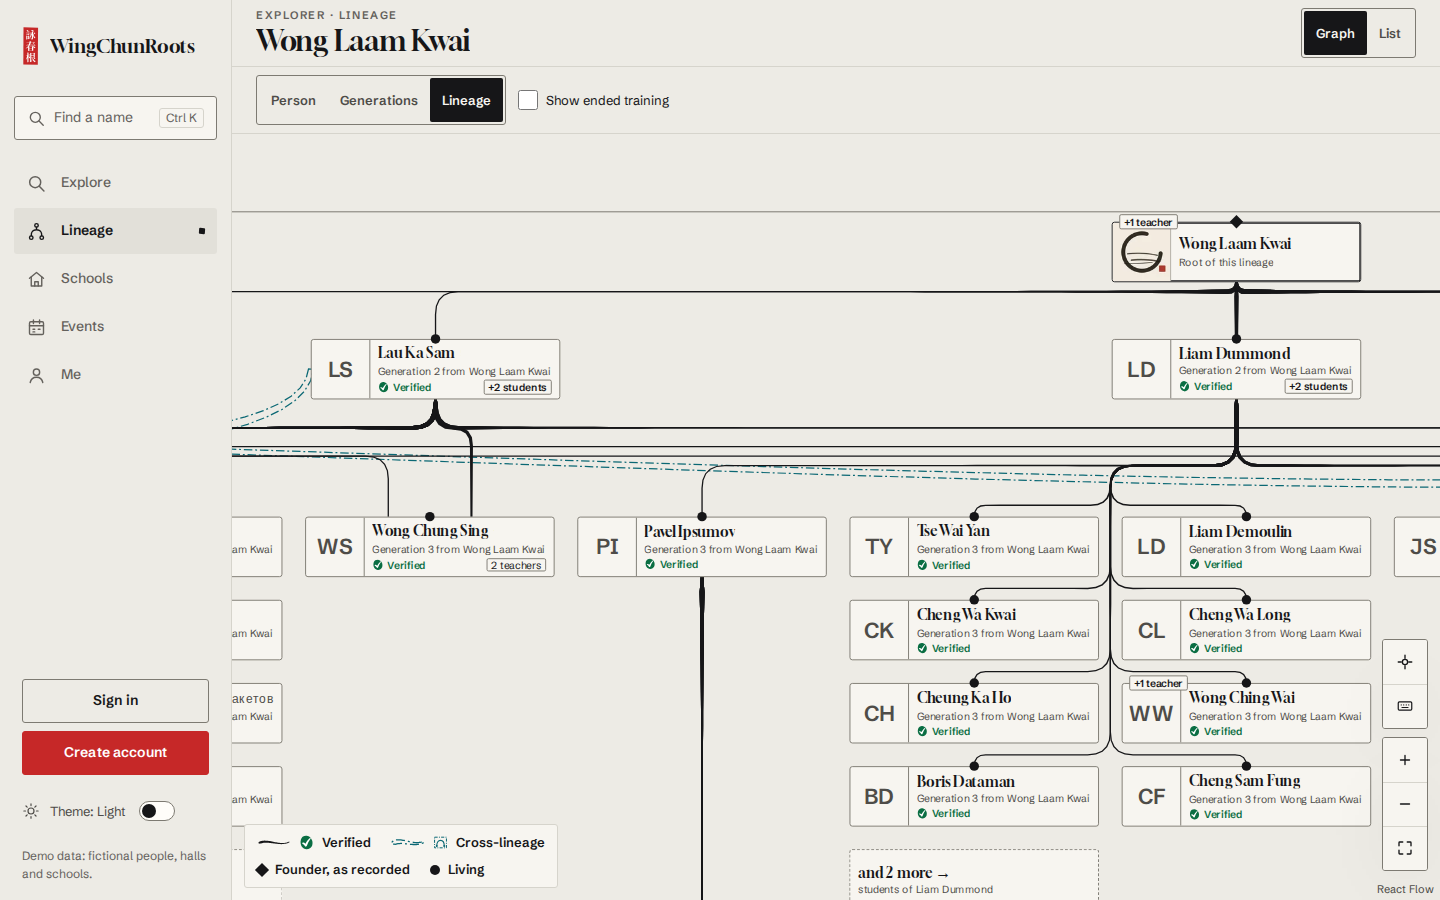 詠春根
WingChunRoots
Find a name
Ctrl K
Explore
Lineage
Schools
Events
Me
Sign in
Create account
Theme: Light
Demo data: fictional people, halls
and schools.
EXPLORER · LINEAGE
Wong Laam Kwai
Graph
List
Person
Generations
Lineage
Show ended training
+1 teacher
Wong Laam Kwai
Root of this lineage
LS
Lau Ka Sam
Generation 2 from Wong Laam Kwai
Verified
+2 students
LD
Liam Dummond
Generation 2 from Wong Laam Kwai
Verified
+2 students
am Kwai
WS
Wong Chung Sing
Generation 3 from Wong Laam Kwai
Verified
2 teachers
PI
Pavel Ipsumov
Generation 3 from Wong Laam Kwai
Verified
TY
Tse Wai Yan
Generation 3 from Wong Laam Kwai
Verified
LD
Liam Demoulin
Generation 3 from Wong Laam Kwai
Verified
JS
am Kwai
CK
Cheng Wa Kwai
Generation 3 from Wong Laam Kwai
Verified
CL
Cheng Wa Long
Generation 3 from Wong Laam Kwai
Verified
акетов
am Kwai
CH
Cheung Ka Ho
Generation 3 from Wong Laam Kwai
Verified
+1 teacher
WW
Wong Ching Wai
Generation 3 from Wong Laam Kwai
Verified
am Kwai
BD
Boris Dataman
Generation 3 from Wong Laam Kwai
Verified
CF
Cheng Sam Fung
Generation 3 from Wong Laam Kwai
Verified
and 2 more →
students of Liam Dummond
Verified
Cross-lineage
Founder, as recorded
Living
React Flow